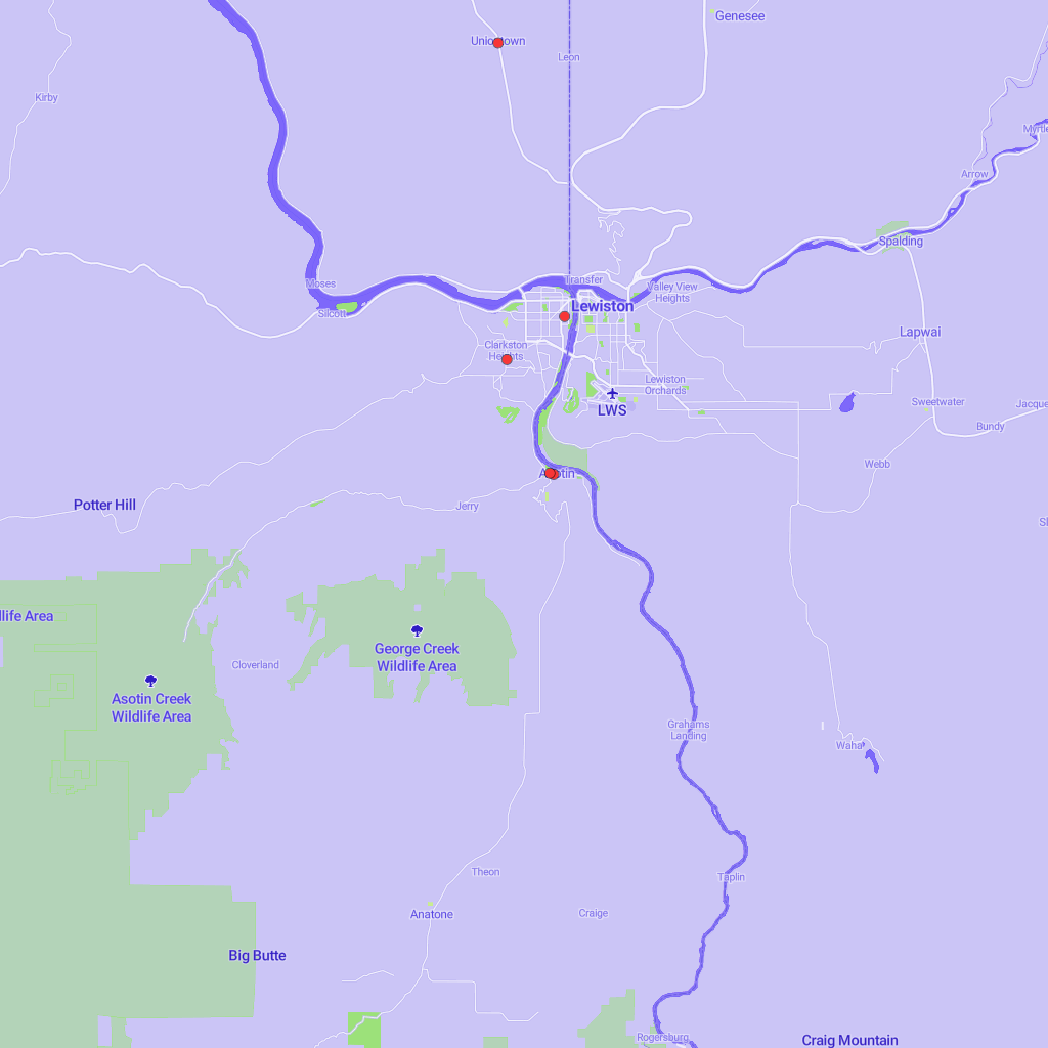 Genesee
Uniontown
Leon
Kirby
Myrtle
Arrow
Spalding
Transfer
Moses
Valley View
Heights
Silcott
Lewiston
Lapwai
Clarkston
Heights
Lewiston
Orchards
LWS
Sweetwater
Jacque
Bundy
Webb
Asotin
Potter Hill
Jerry
llife Area
George Creek
Wildlife Area
Cloverland
Asotin Creek
Wildlife Area
Grahams
Landing
Waha
Theon
Taplin
Anatone
Craige
Big Butte
Rogersburg
Craig Mountain